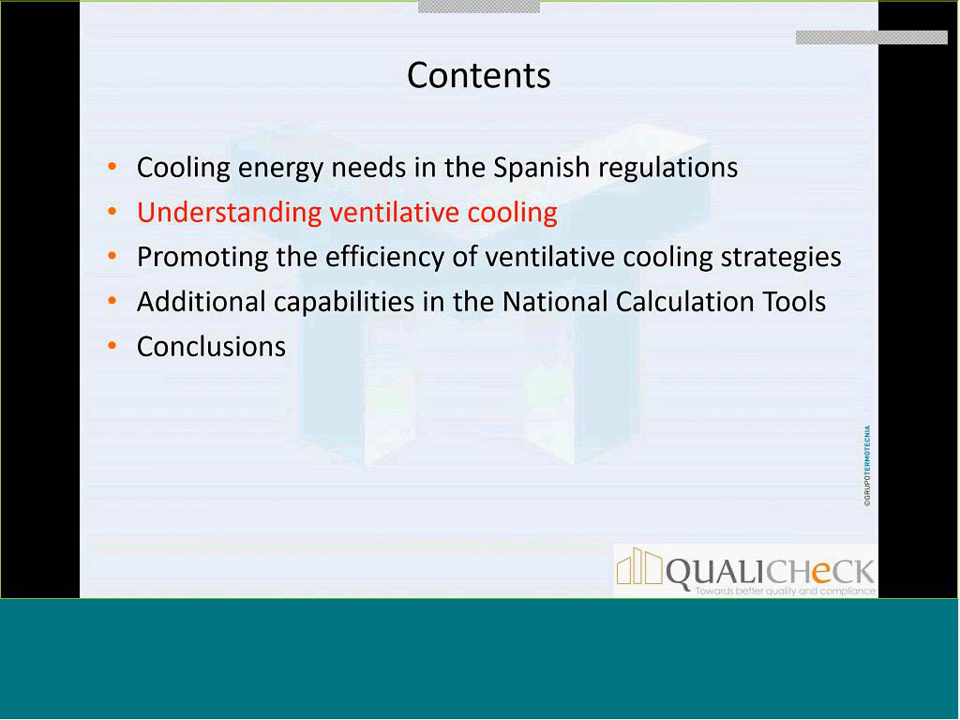 Contents
• Cooling energy needs in the Spanish regulations
• Understanding ventilative cooling
• Promoting the efficiency of ventilative cooling strategies
• Additional capabilities in the National Calculation Tools
• Conclusions
©GRUPOTERMOTECNIA
QUALICHeCK
Towards better quality and compliance